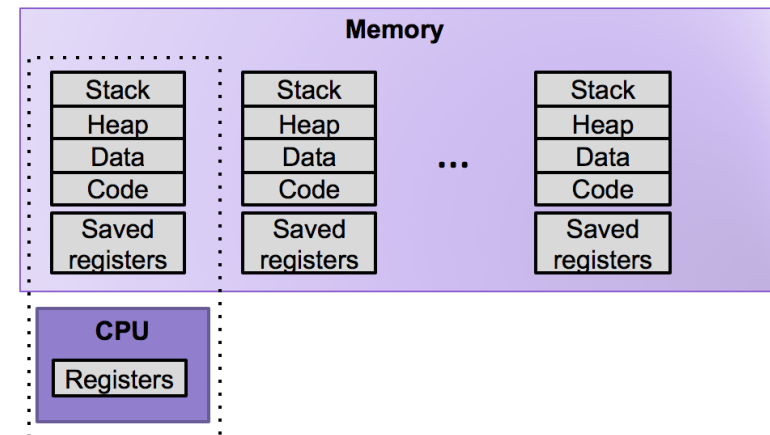 Memory
Stack
Heap
Data
Code
Saved
registers
Stack
Heap
Data
Code
Saved
registers
...
Stack
Heap
Data
Code
Saved
registers
CPU
Registers